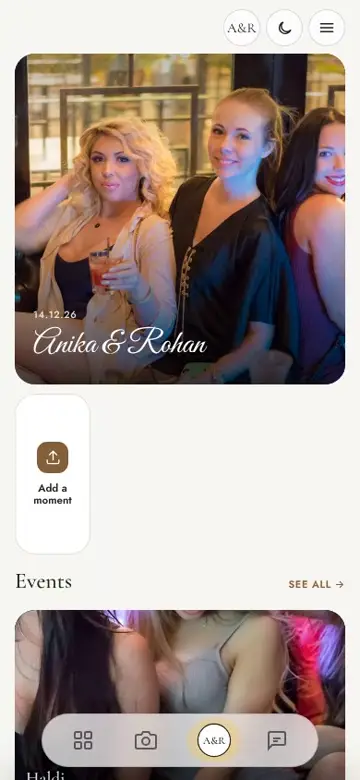 A&R
14.12.26
Anika & Rohan
Add a
moment
Events
SEE ALL →
Haldi
A&R